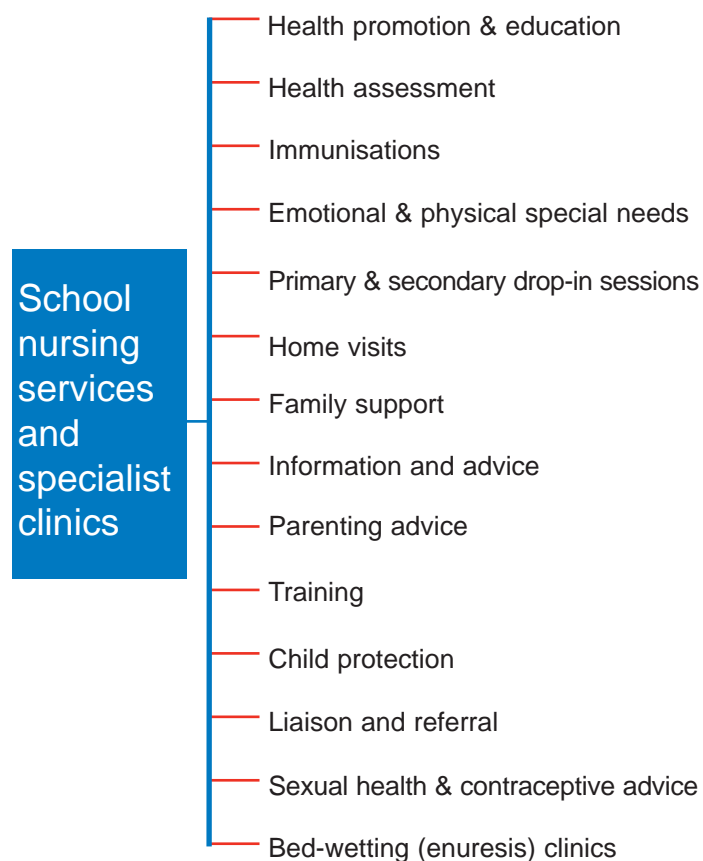 Health promotion & education
Health assessment
Immunisations
Emotional & physical special needs
Primary & secondary drop-in sessions
School
nursing
services
and
specialist
clinics
Home visits
Family support
Information and advice
Parenting advice
Training
Child protection
Liaison and referral
Sexual health & contraceptive advice
Bed-wetting (enuresis) clinics